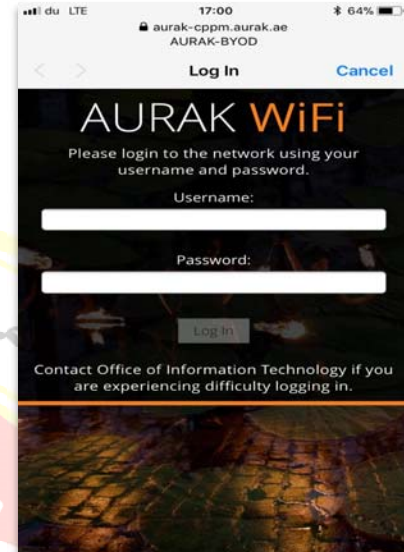 du LTE 17:00 64%
aurak-cppm.aurak.ae
AURAK-BYOD
Log In Cancel
AURAK WiFi
Please login to the network using your
username and password.
Username:
Password:
Log In
Contact Office of Information Technology if you
are experiencing difficulty logging in.